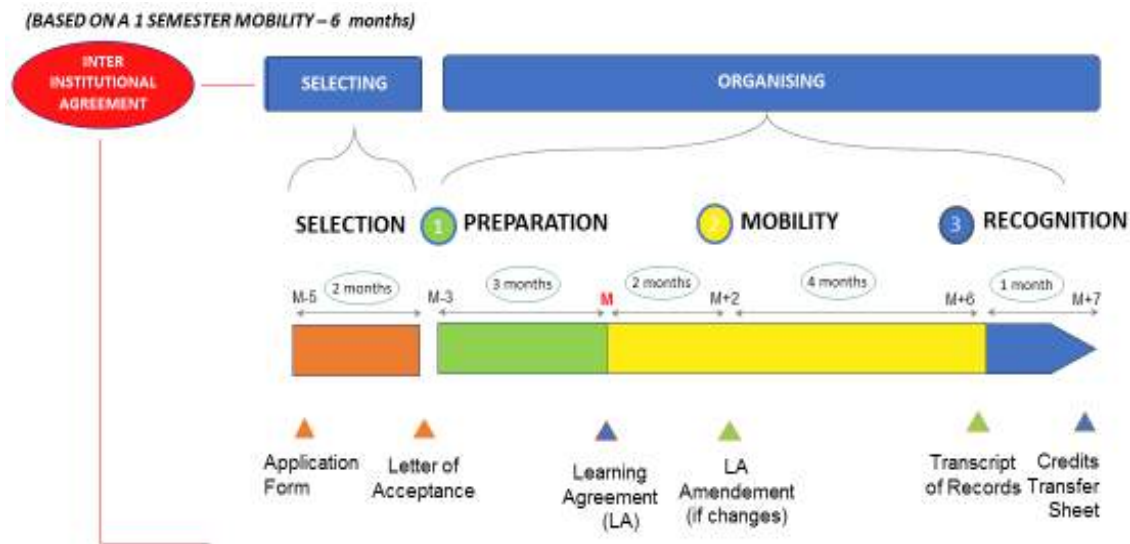 (BASED ON A 1 SEMESTER MOBILITY – 6 months)
INTER
INSTITUTIONAL
AGREEMENT
SELECTING
ORGANISING
SELECTION
1
PREPARATION
2
MOBILITY
3
RECOGNITION
M-5
2 months
M-3
3 months
M
2 months
M+2
4 months
M+6
1 month
M+7
Application
Form
Letter of
Acceptance
Learning
Agreement
(LA)
LA
Amendement
(if changes)
Transcript
of Records
Credits
Transfer
Sheet